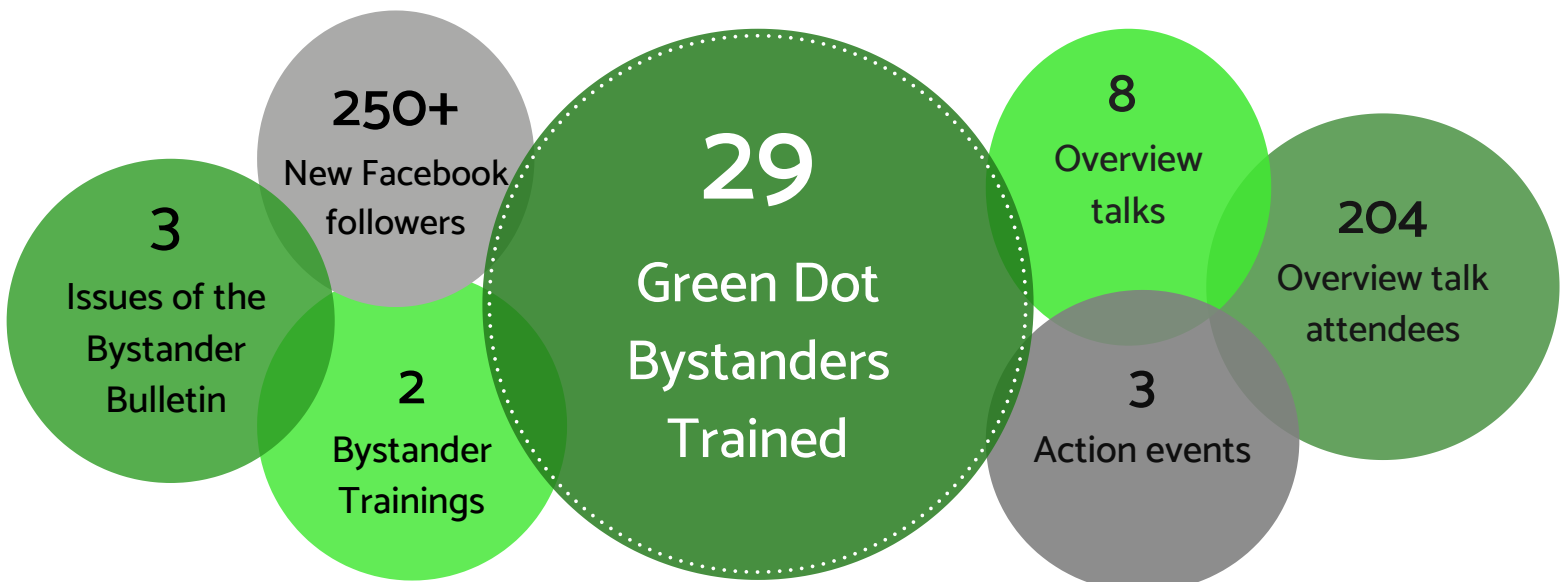 3
Issues of the
Bystander
Bulletin
250+
New Facebook
followers
2
Bystander
Trainings
29
Green Dot
Bystanders
Trained
8
Overview
talks
3
Action events
204
Overview talk
attendees